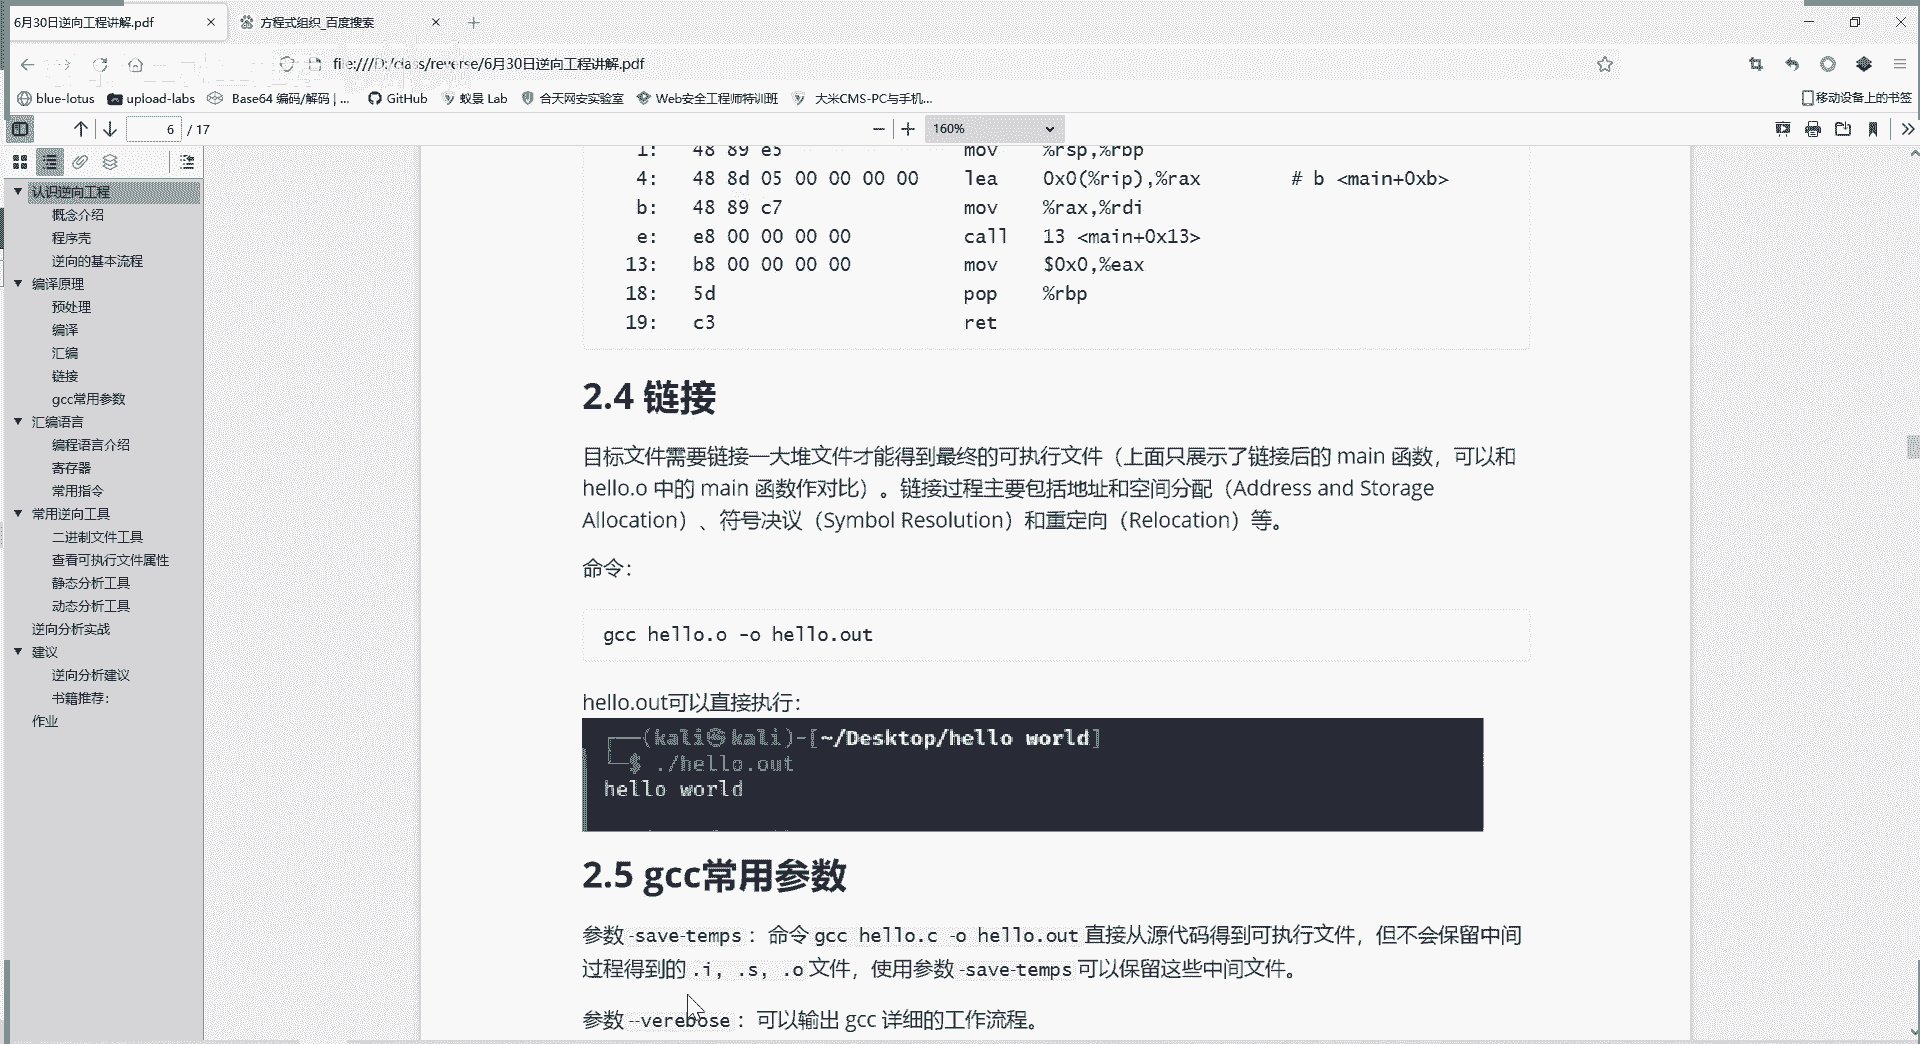 6月30日逆向工程讲解.pdf
方程式组织_百度搜索
file:///D:/class/reverse/6月30日逆向工程讲解.pdf
blue-lotus
upload-labs
Base64 编码/解码 | ...
GitHub
蚁景 Lab
合天网安实验室
Web安全工程师特训班
大米CMS-PC与手机...
移动设备上的书签
6 / 17
160%
认识逆向工程
概念介绍
程序壳
逆向的基本流程
编译原理
预处理
编译
汇编
链接
gcc常用参数
汇编语言
编程语言介绍
寄存器
常用指令
常用逆向工具
二进制文件工具
查看可执行文件属性
静态分析工具
动态分析工具
逆向分析实战
建议
逆向分析建议
书籍推荐：
作业
1: 48 89 e5 mov %rsp,%rbp
4: 48 8d 05 00 00 00 00 lea 0x0(%rip),%rax # b <main+0xb>
b: 48 89 c7 mov %rax,%rdi
e: e8 00 00 00 00 call 13 <main+0x13>
13: b8 00 00 00 00 mov $0x0,%eax
18: 5d pop %rbp
19: c3 ret
2.4 链接
目标文件需要链接一大堆文件才能得到最终的可执行文件（上面只展示了链接后的 main 函数，可以和
hello.o 中的 main 函数作对比）。链接过程主要包括地址和空间分配（Address and Storage
Allocation）、符号决议（Symbol Resolution）和重定向（Relocation）等。
命令：
gcc hello.o -o hello.out
hello.out可以直接执行：
┌──(kali㉿kali)-[~/Desktop/hello world]
└─$ ./hello.out
hello world
2.5 gcc常用参数
参数 -save-temps ：命令 gcc hello.c -o hello.out 直接从源代码得到可执行文件，但不会保留中间
过程得到的 .i, .s, .o 文件，使用参数 -save-temps 可以保留这些中间文件。
参数 --verebose ：可以输出 gcc 详细的工作流程。